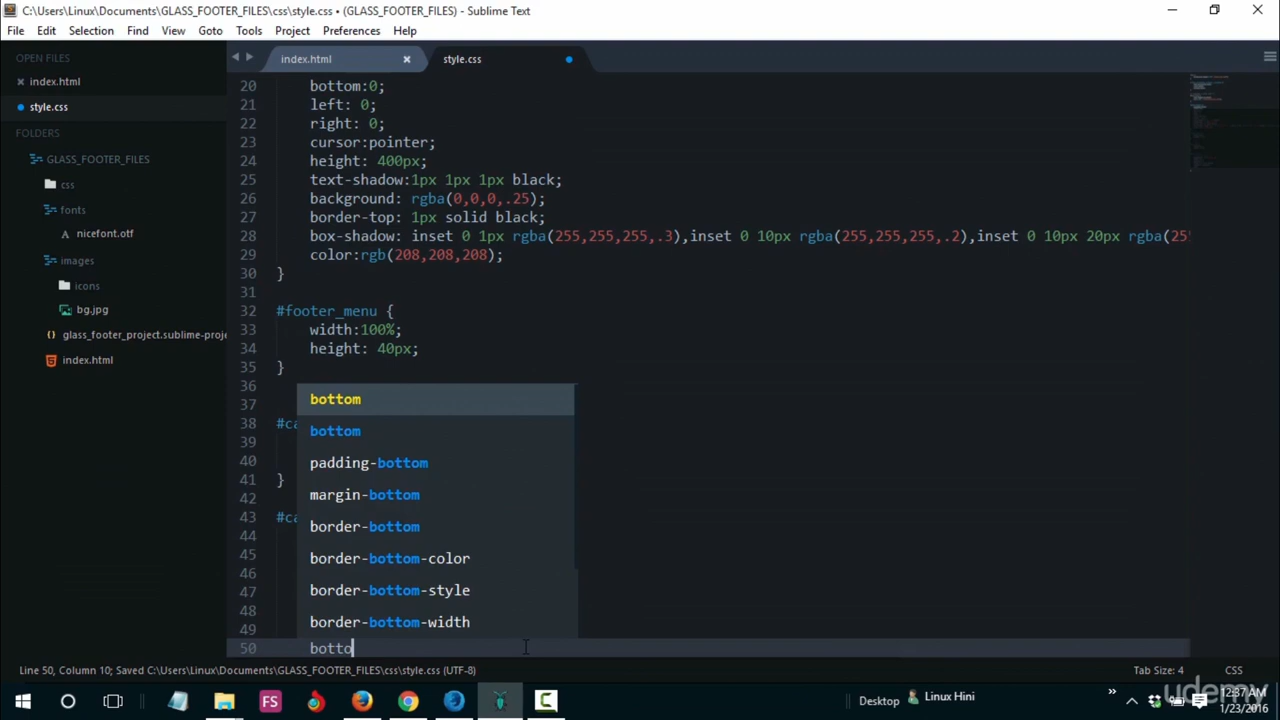 C:\Users\Linux\Documents\GLASS_FOOTER_FILES\css\style.css • (GLASS_FOOTER_FILES) - Sublime Text
File Edit Selection Find View Goto Tools Project Preferences Help
OPEN FILES
index.html
style.css
FOLDERS
GLASS_FOOTER_FILES
css
fonts
nicefont.otf
images
icons
bg.jpg
glass_footer_project.sublime-proje
index.html
index.html style.css
20 bottom:0;
21 left: 0;
22 right: 0;
23 cursor:pointer;
24 height: 400px;
25 text-shadow:1px 1px 1px black;
26 background: rgba(0,0,0,.25);
27 border-top: 1px solid black;
28 box-shadow: inset 0 1px rgba(255,255,255,.3),inset 0 10px rgba(255,255,255,.2),inset 0 10px 20px rgba(25
29 color:rgb(208,208,208);
30 }
31
32 #footer_menu {
33 width:100%;
34 height: 40px;
35 }
36
37
38 #ca
39
40
41 }
42
43 #ca
44
45
46
47
48
49
50 botto
bottom
bottom
padding-bottom
margin-bottom
border-bottom
border-bottom-color
border-bottom-style
border-bottom-width
Line 50, Column 10; Saved C:\Users\Linux\Documents\GLASS_FOOTER_FILES\css\style.css (UTF-8) Tab Size: 4 CSS
FS
Desktop
Linux Hini
12:37 AM
1/23/2016
udemy